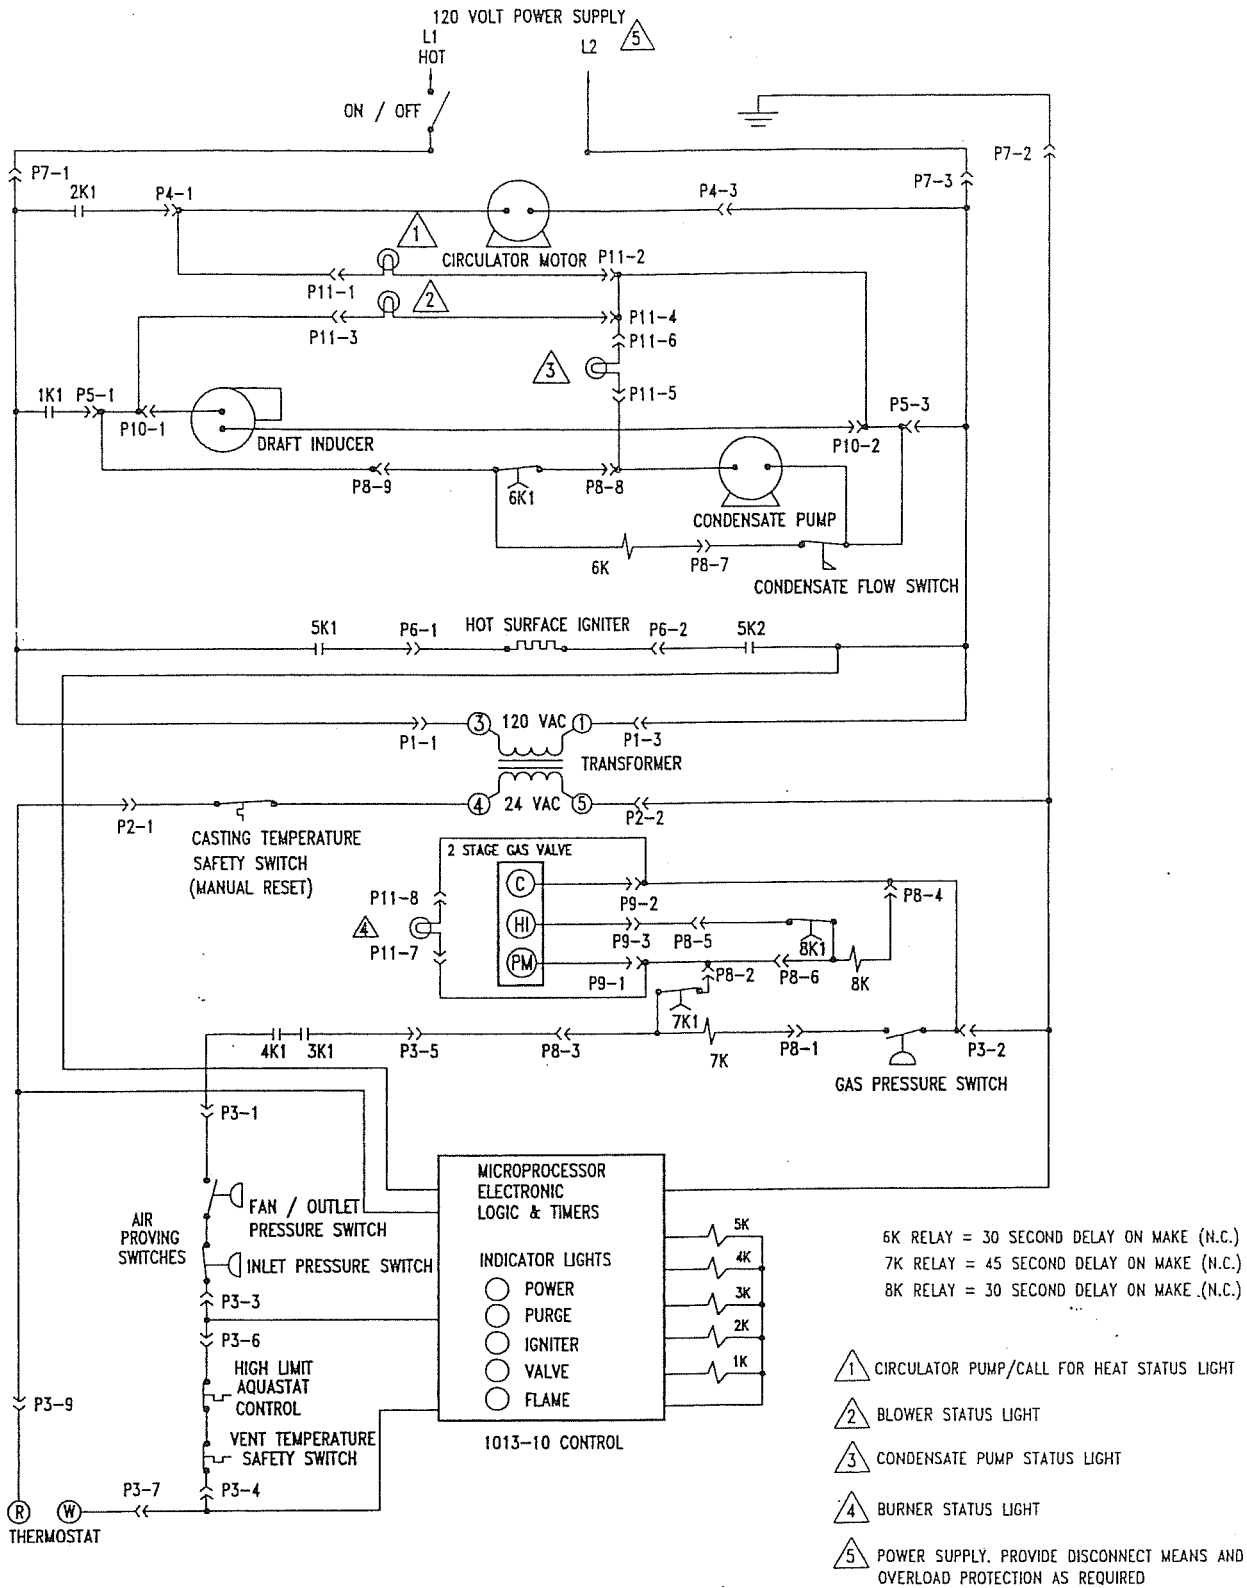 120 VOLT POWER SUPPLY
5
L1
HOT
L2
ON / OFF
P7-1
P7-2
P7-3
2K1
P4-1
P4-3
1
CIRCULATOR MOTOR
P11-2
P11-1
2
P11-3
P11-4
P11-6
3
P11-5
1K1
P5-1
P5-3
P10-1
DRAFT INDUCER
P10-2
P8-9
6K1
P8-8
CONDENSATE PUMP
6K
P8-7
CONDENSATE FLOW SWITCH
5K1
P6-1
HOT SURFACE IGNITER
P6-2
5K2
3
120 VAC
1
P1-1
P1-3
TRANSFORMER
4
24 VAC
5
P2-1
P2-2
CASTING TEMPERATURE
SAFETY SWITCH
(MANUAL RESET)
2 STAGE GAS VALVE
P11-8
C
P9-2
P8-4
4
HI
P9-3
P8-5
8K1
P11-7
PM
P9-1
P8-2
P8-6
8K
7K1
4K1
3K1
P3-5
P8-3
7K
P8-1
P3-2
GAS PRESSURE SWITCH
P3-1
AIR
PROVING
SWITCHES
FAN / OUTLET
PRESSURE SWITCH
INLET PRESSURE SWITCH
P3-3
P3-6
HIGH LIMIT
AQUASTAT
CONTROL
VENT TEMPERATURE
SAFETY SWITCH
P3-9
P3-7
P3-4
R
W
THERMOSTAT
MICROPROCESSOR
ELECTRONIC
LOGIC & TIMERS
INDICATOR LIGHTS
POWER
PURGE
IGNITER
VALVE
FLAME
1013-10 CONTROL
5K
4K
3K
2K
1K
6K RELAY = 30 SECOND DELAY ON MAKE (N.C.)
7K RELAY = 45 SECOND DELAY ON MAKE (N.C.)
8K RELAY = 30 SECOND DELAY ON MAKE (N.C.)
1 CIRCULATOR PUMP/CALL FOR HEAT STATUS LIGHT
2 BLOWER STATUS LIGHT
3 CONDENSATE PUMP STATUS LIGHT
4 BURNER STATUS LIGHT
5 POWER SUPPLY. PROVIDE DISCONNECT MEANS AND
OVERLOAD PROTECTION AS REQUIRED